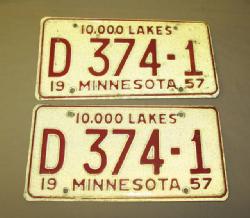 10.000 LAKES
D 374-1
19 MINNESOTA 57
10.000 LAKES
D 374-1
19 MINNESOTA 57